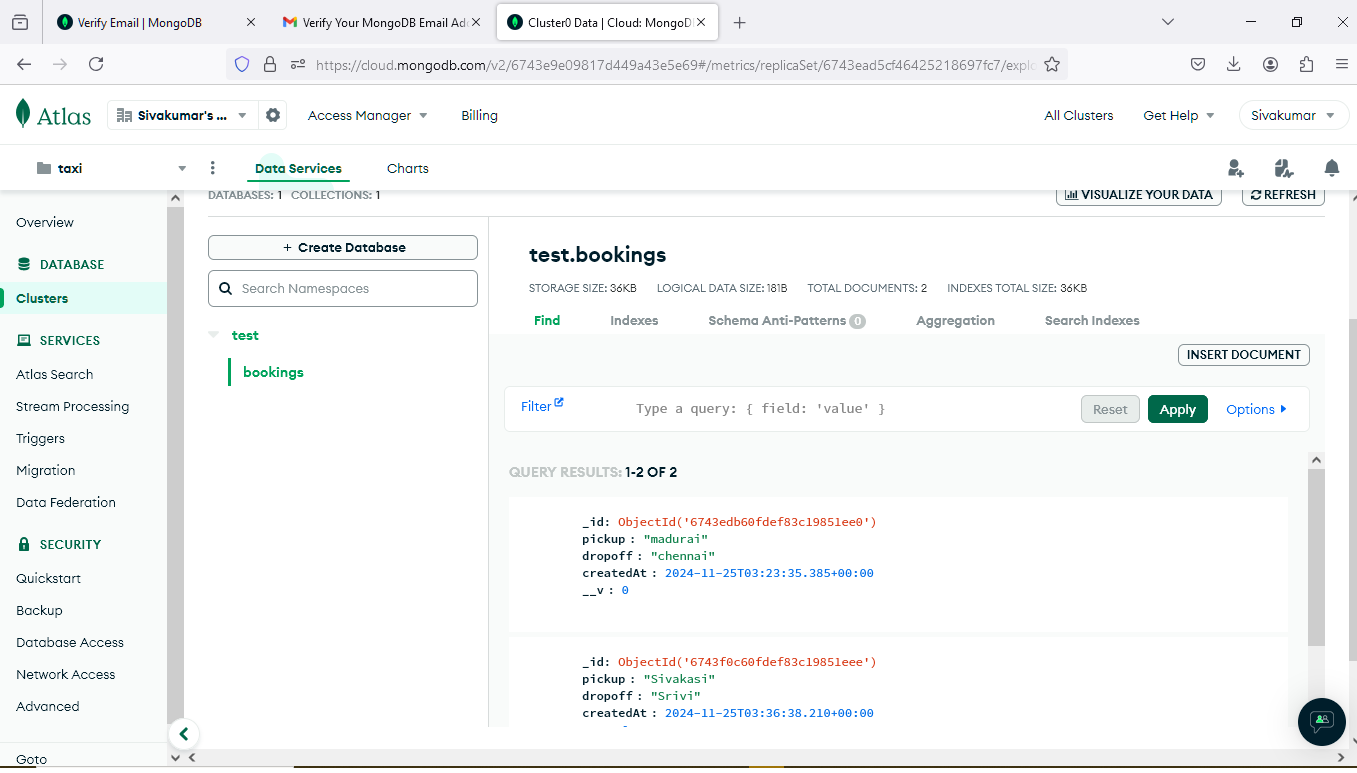 Verify Email | MongoDB
Verify Your MongoDB Email Add
Cluster0 Data | Cloud: MongoD
https://cloud.mongodb.com/v2/6743e9e09817d449a43e5e69#/metrics/replicaSet/6743ead5cf46425218697fc7/explo
Atlas
Sivakumar's ...
Access Manager
Billing
All Clusters
Get Help
Sivakumar
taxi
Data Services
Charts
DATABASES: 1 COLLECTIONS: 1
VISUALIZE YOUR DATA
REFRESH
Overview
DATABASE
Clusters
SERVICES
Atlas Search
Stream Processing
Triggers
Migration
Data Federation
SECURITY
Quickstart
Backup
Database Access
Network Access
Advanced
Goto
+ Create Database
Search Namespaces
test
bookings
test.bookings
STORAGE SIZE: 36KB LOGICAL DATA SIZE: 181B TOTAL DOCUMENTS: 2 INDEXES TOTAL SIZE: 36KB
Find Indexes Schema Anti-Patterns 0 Aggregation Search Indexes
INSERT DOCUMENT
Filter Type a query: { field: 'value' } Reset Apply Options
QUERY RESULTS: 1-2 OF 2
_id: ObjectId('6743edb60fdef83c19851ee0')
pickup : "madurai"
dropoff : "chennai"
createdAt : 2024-11-25T03:23:35.385+00:00
__v : 0
_id: ObjectId('6743f0c60fdef83c19851eee')
pickup : "Sivakasi"
dropoff : "Srivi"
createdAt : 2024-11-25T03:36:38.210+00:00